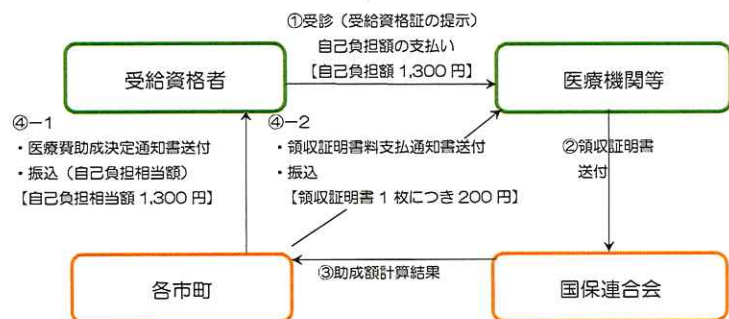 ①受診（受給資格証の提示）
自己負担額の支払い
【自己負担額 1,300 円】
受給資格者
医療機関等
④-1
・医療費助成決定通知書送付
・振込（自己負担相当額）
【自己負担相当額 1,300 円】
④-2
・領収証明書料支払通知書送付
・振込
【領収証明書 1 枚につき 200 円】
②領収証明書
送付
各市町
③助成額計算結果
国保連合会